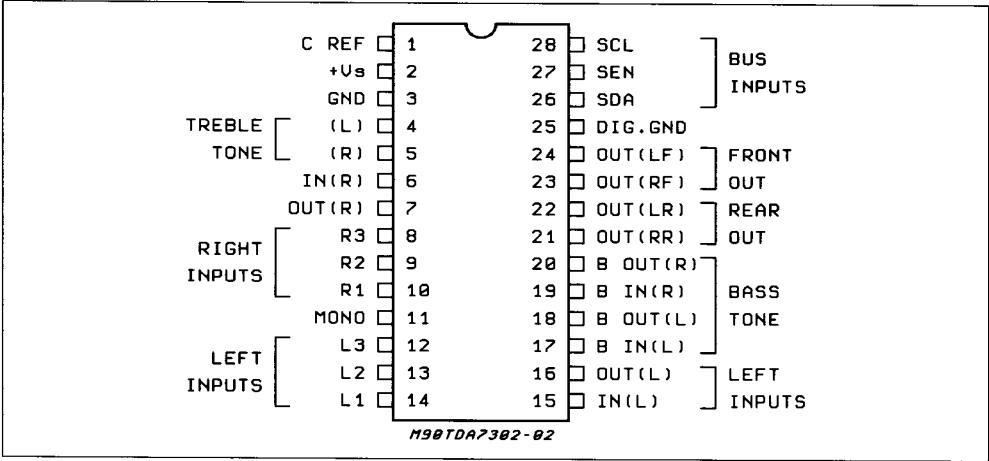 C REF 1 28 SCL
+Vs 2 27 SEN
GND 3 26 SDA
BUS INPUTS
(L) 4 25 DIG.GND
(R) 5 24 OUT(LF)
TREBLE TONE
FRONT OUT
IN(R) 6 23 OUT(RF)
OUT(R) 7 22 OUT(LR)
REAR OUT
R3 8 21 OUT(RR)
R2 9 20 B OUT(R)
R1 10 19 B IN(R)
RIGHT INPUTS
BASS TONE
MONO 11 18 B OUT(L)
L3 12 17 B IN(L)
L2 13 16 OUT(L)
L1 14 15 IN(L)
LEFT INPUTS
LEFT INPUTS
M90TDA7302-02